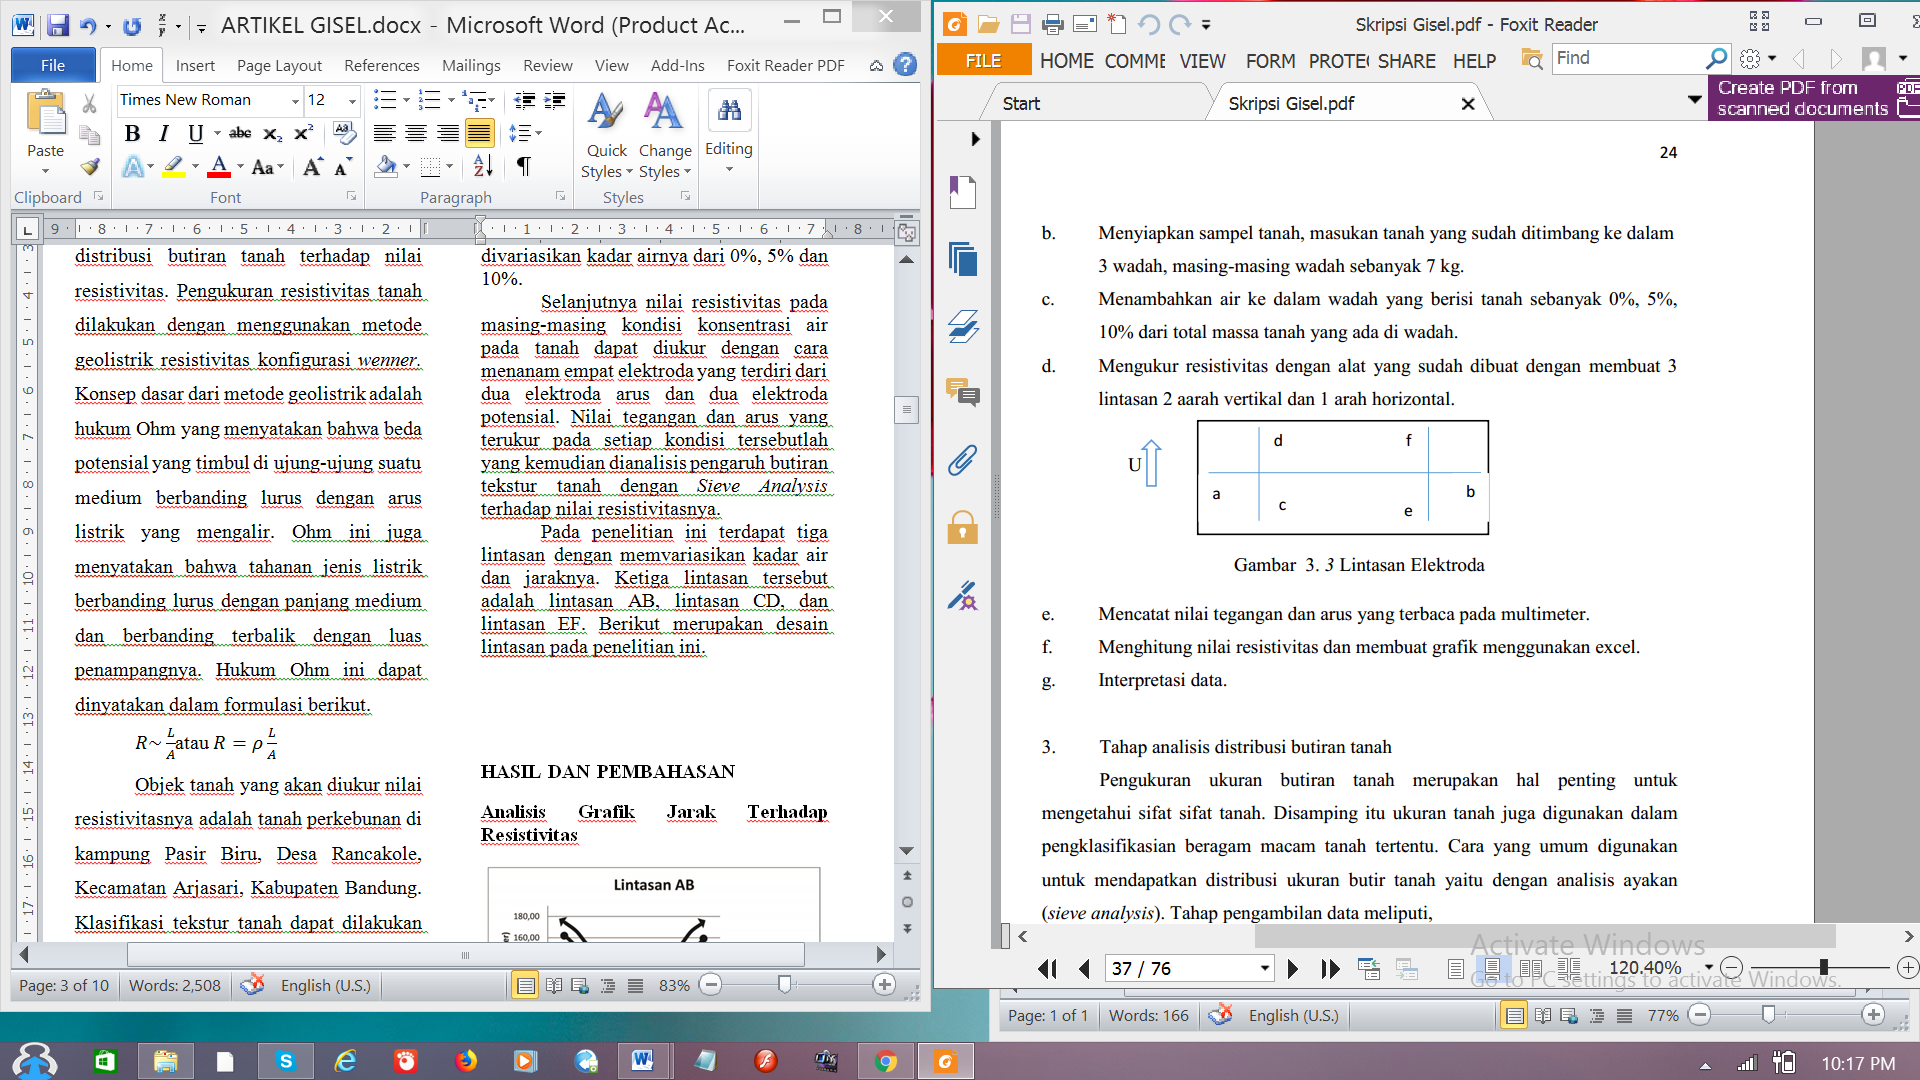 ARTIKEL GISEL.docx - Microsoft Word (Product Ac...
File Home Insert Page Layout References Mailings Review View Add-Ins Foxit Reader PDF
Times New Roman 12
Paste
Quick Styles
Change Styles
Editing
Clipboard Font Paragraph Styles
distribusi butiran tanah terhadap nilai
resistivitas. Pengukuran resistivitas tanah
dilakukan dengan menggunakan metode
geolistrik resistivitas konfigurasi wenner.
Konsep dasar dari metode geolistrik adalah
hukum Ohm yang menyatakan bahwa beda
potensial yang timbul di ujung-ujung suatu
medium berbanding lurus dengan arus
listrik yang mengalir. Ohm ini juga
menyatakan bahwa tahanan jenis listrik
berbanding lurus dengan panjang medium
dan berbanding terbalik dengan luas
penampangnya. Hukum Ohm ini dapat
dinyatakan dalam formulasi berikut.
R~ L/A atau R = ρ L/A
Objek tanah yang akan diukur nilai
resistivitasnya adalah tanah perkebunan di
kampung Pasir Biru, Desa Rancakole,
Kecamatan Arjasari, Kabupaten Bandung.
Klasifikasi tekstur tanah dapat dilakukan
divariasikan kadar airnya dari 0%, 5% dan
10%.
Selanjutnya nilai resistivitas pada
masing-masing kondisi konsentrasi air
pada tanah dapat diukur dengan cara
menanam empat elektroda yang terdiri dari
dua elektroda arus dan dua elektroda
potensial. Nilai tegangan dan arus yang
terukur pada setiap kondisi tersebutlah
yang kemudian dianalisis pengaruh butiran
tekstur tanah dengan Sieve Analysis
terhadap nilai resistivitasnya.
Pada penelitian ini terdapat tiga
lintasan dengan memvariasikan kadar air
dan jaraknya. Ketiga lintasan tersebut
adalah lintasan AB, lintasan CD, dan
lintasan EF. Berikut merupakan desain
lintasan pada penelitian ini.
HASIL DAN PEMBAHASAN
Analisis Grafik Jarak Terhadap
Resistivitas
Lintasan AB
180,00
160,00
Page: 3 of 10 Words: 2,508 English (U.S.) 83%
Skripsi Gisel.pdf - Foxit Reader
FILE HOME COMME VIEW FORM PROTE SHARE HELP Find
Start Skripsi Gisel.pdf
Create PDF from
scanned documents
24
b. Menyiapkan sampel tanah, masukan tanah yang sudah ditimbang ke dalam
3 wadah, masing-masing wadah sebanyak 7 kg.
c. Menambahkan air ke dalam wadah yang berisi tanah sebanyak 0%, 5%,
10% dari total massa tanah yang ada di wadah.
d. Mengukur resistivitas dengan alat yang sudah dibuat dengan membuat 3
lintasan 2 aarah vertikal dan 1 arah horizontal.
U
d f
a b
c e
Gambar 3. 3 Lintasan Elektroda
e. Mencatat nilai tegangan dan arus yang terbaca pada multimeter.
f. Menghitung nilai resistivitas dan membuat grafik menggunakan excel.
g. Interpretasi data.
3. Tahap analisis distribusi butiran tanah
Pengukuran ukuran butiran tanah merupakan hal penting untuk
mengetahui sifat sifat tanah. Disamping itu ukuran tanah juga digunakan dalam
pengklasifikasian beragam macam tanah tertentu. Cara yang umum digunakan
untuk mendapatkan distribusi ukuran butir tanah yaitu dengan analisis ayakan
(sieve analysis). Tahap pengambilan data meliputi,
Activate Windows
Go to PC settings to activate Windows.
37 / 76 120.40%
Page: 1 of 1 Words: 166 English (U.S.) 77%
10:17 PM